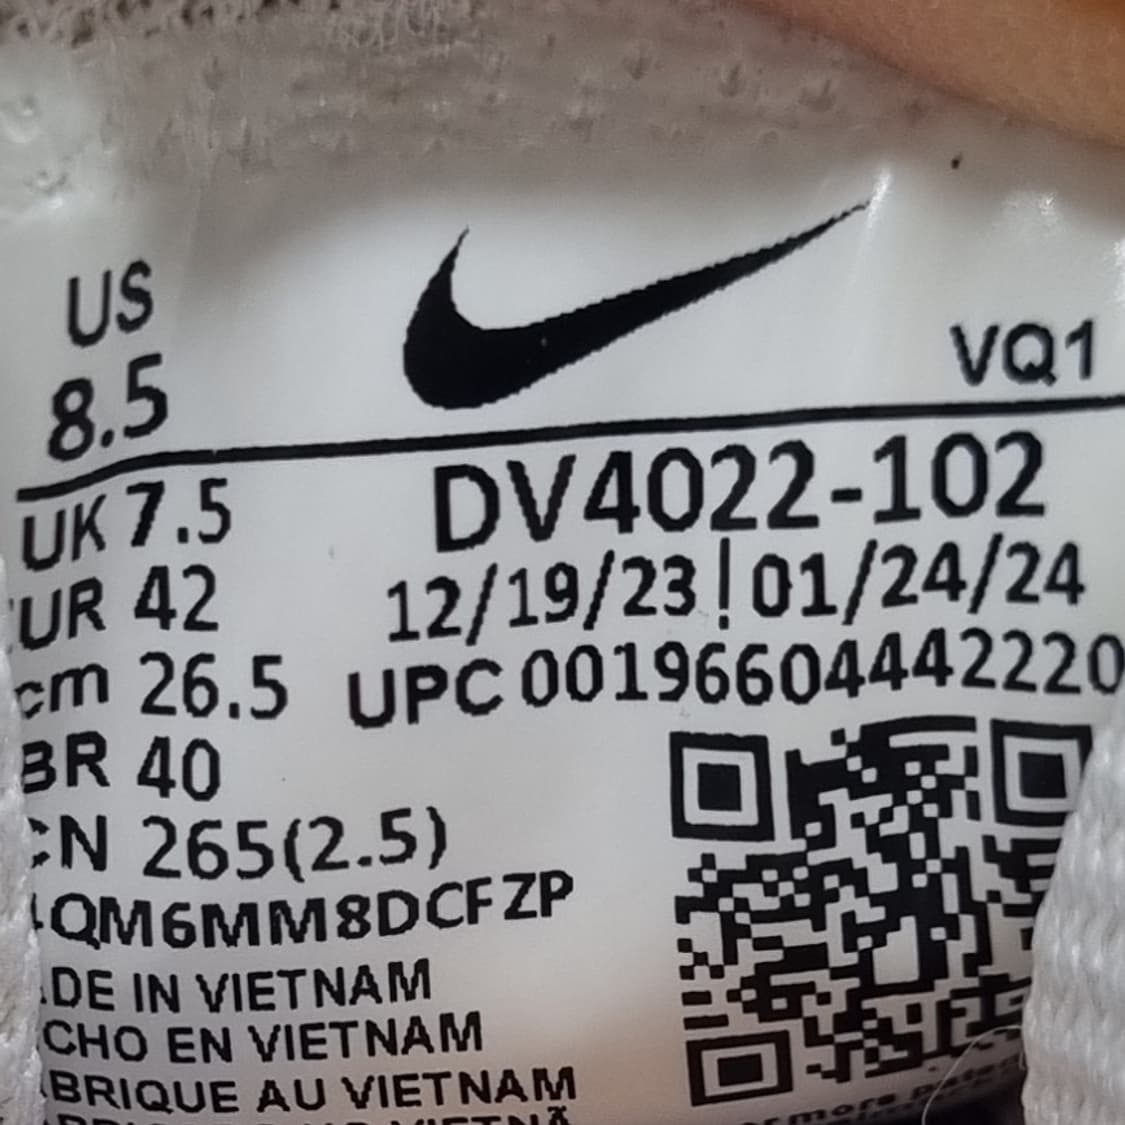 US
8.5
VQ1
UK 7.5
DV4022-102
UR 42
12/19/23 | 01/24/24
cm 26.5
UPC 00196604442220
BR 40
CN 265(2.5)
QM6MM8DCFZP
DE IN VIETNAM
CHO EN VIETNAM
BRIQUE AU VIETNAM